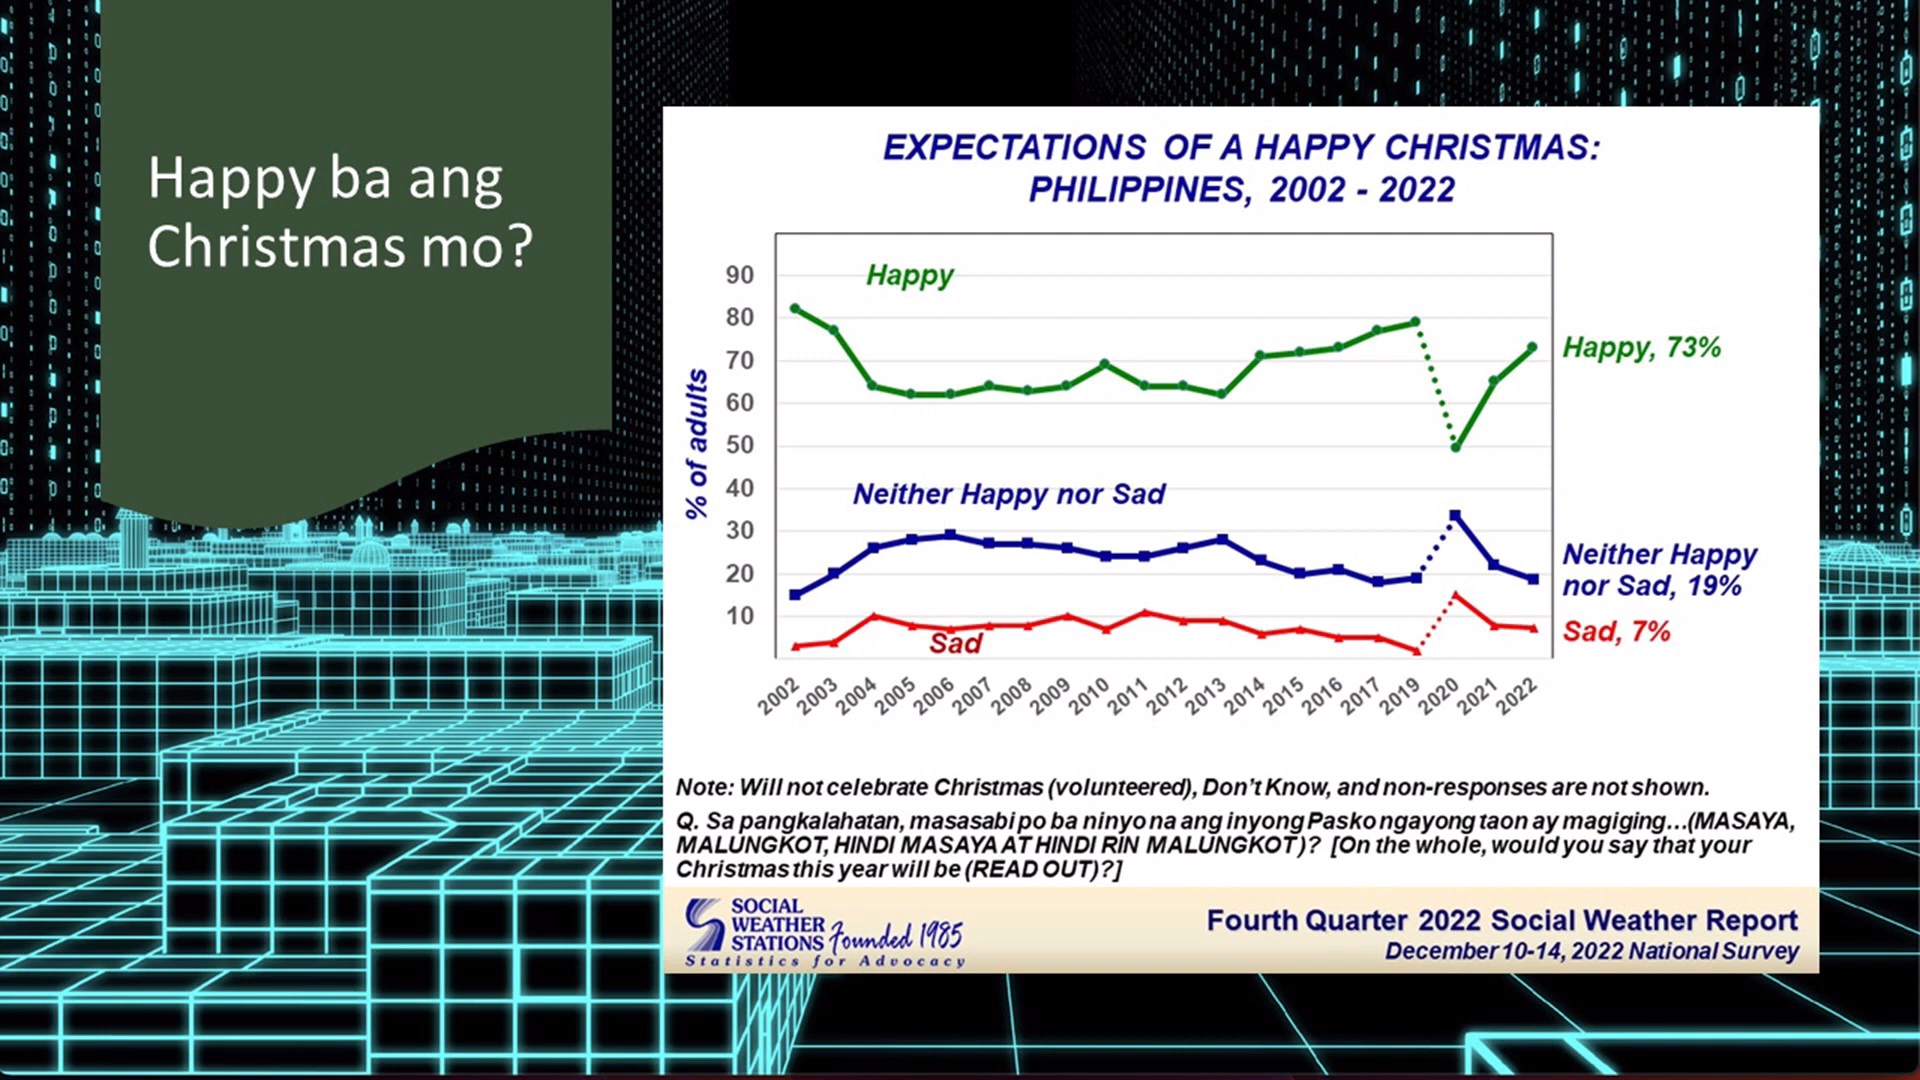 Happy ba ang
Christmas mo?
EXPECTATIONS OF A HAPPY CHRISTMAS:
PHILIPPINES, 2002 - 2022
% of adults
90
80
70
60
50
40
30
20
10
Happy
Neither Happy nor Sad
Sad
Happy, 73%
Neither Happy
nor Sad, 19%
Sad, 7%
2002 2003 2004 2005 2006 2007 2008 2009 2010 2011 2012 2013 2014 2015 2016 2017 2019 2020 2021 2022
Note: Will not celebrate Christmas (volunteered), Don't Know, and non-responses are not shown.
Q. Sa pangkalahatan, masasabi po ba ninyo na ang inyong Pasko ngayong taon ay magiging...(MASAYA,
MALUNGKOT, HINDI MASAYA AT HINDI RIN MALUNGKOT)? [On the whole, would you say that your
Christmas this year will be (READ OUT)?]
SOCIAL
WEATHER
STATIONS Founded 1985
Statistics for Advocacy
Fourth Quarter 2022 Social Weather Report
December 10-14, 2022 National Survey